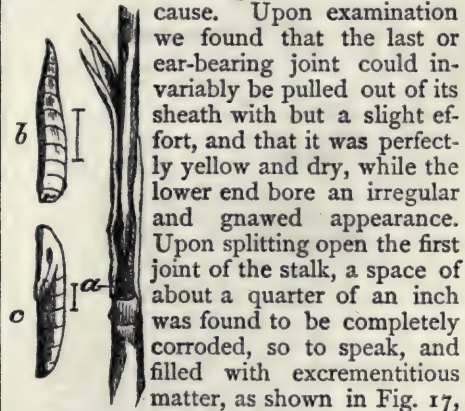 cause. Upon examination
we found that the last or
ear-bearing joint could in-
variably be pulled out of its
sheath with but a slight ef-
fort, and that it was perfect-
ly yellow and dry, while the
lower end bore an irregular
and gnawed appearance.
Upon splitting open the first
joint of the stalk, a space of
about a quarter of an inch
was found to be completely
corroded, so to speak, and
filled with excrementitious
matter, as shown in Fig. 17,
b
a
c